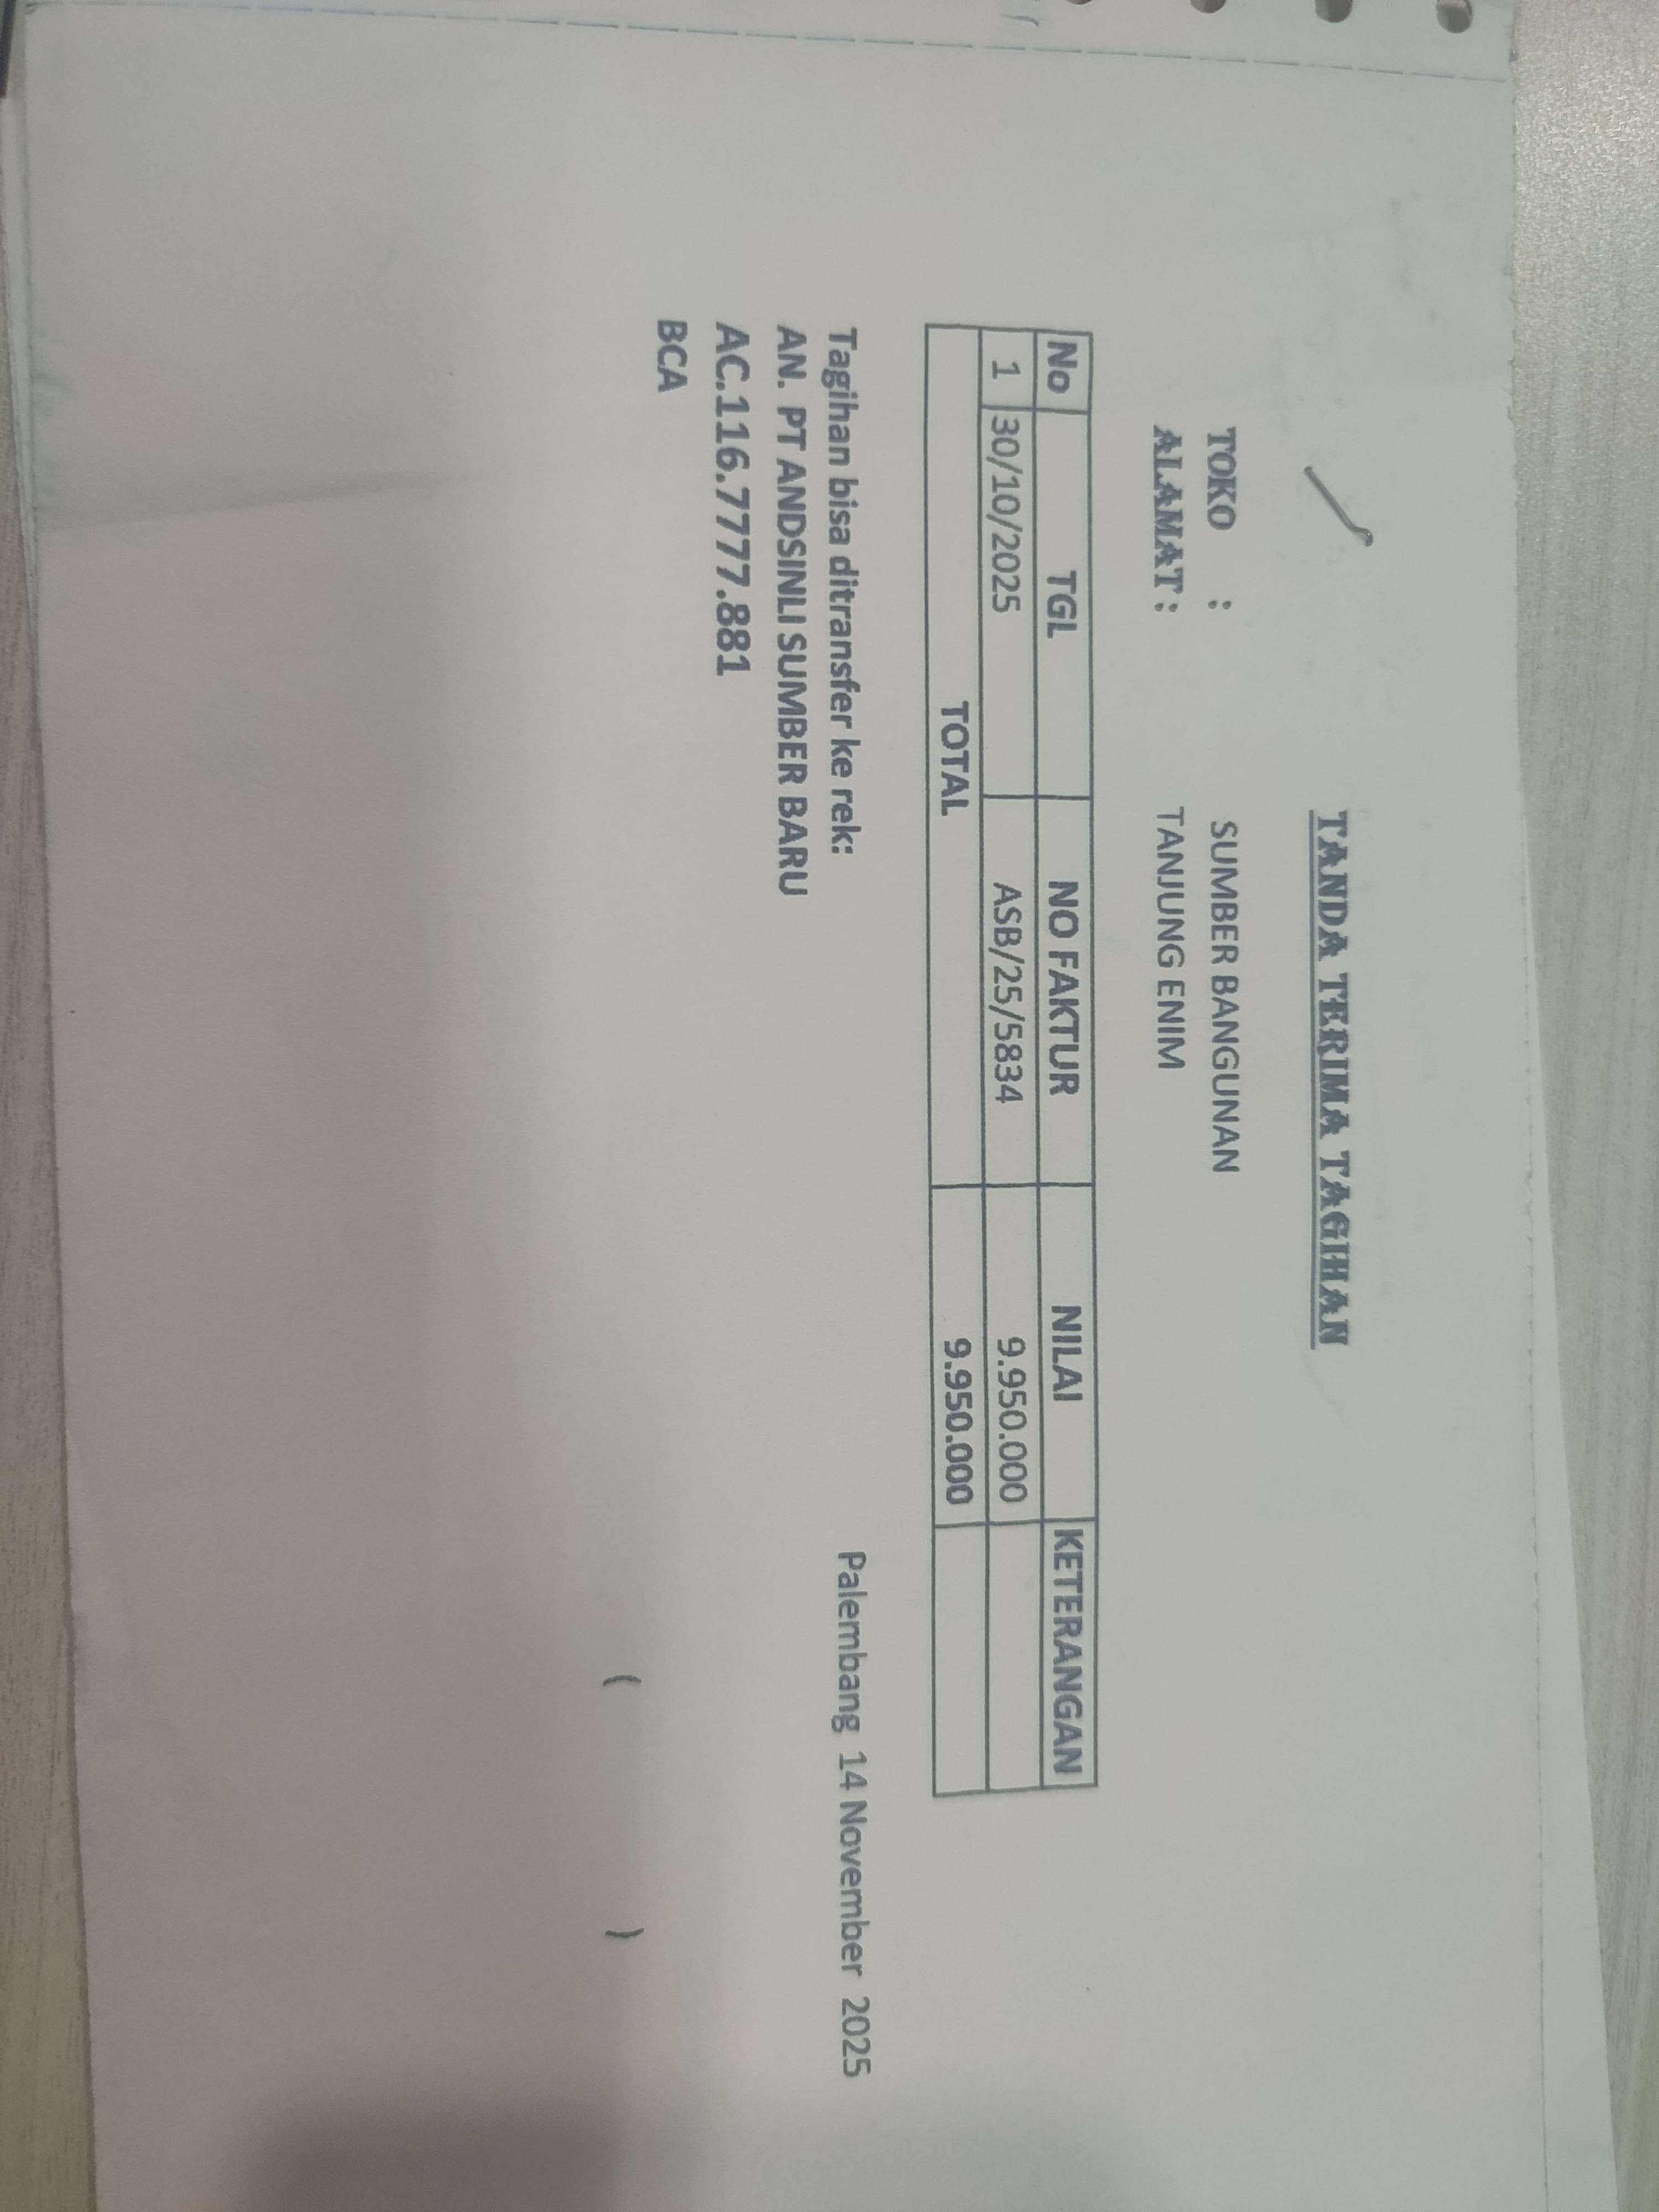 TANDA TERIMA TAGIHAN
TOKO : SUMBER BANGUNAN
ALAMAT : TANJUNG ENIM
No TGL NO FAKTUR NILAI KETERANGAN
1 30/10/2025 ASB/25/5834 9.950.000
TOTAL 9.950.000
Tagihan bisa ditransfer ke rek: Palembang 14 November 2025
AN. PT ANDSINLI SUMBER BARU
AC.116.7777.881
BCA
( )